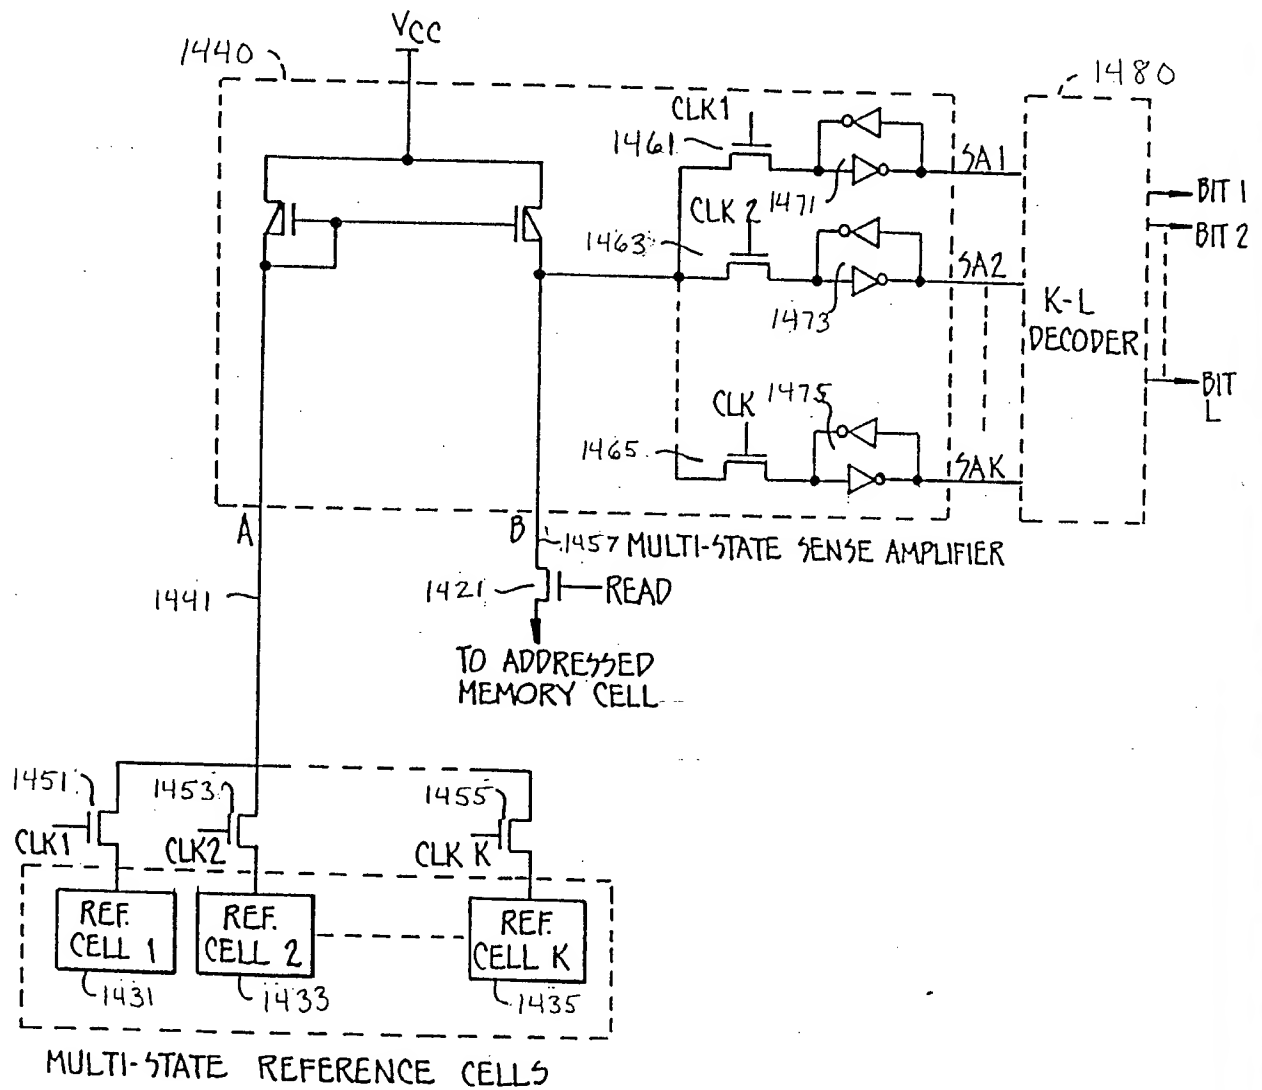 VCC
1440
1480
CLK1
1461
SA1
1471
BIT 1
CLK 2
BIT 2
1463
SA2
K-L
1473
DECODER
1475
BIT
L
CLK
1465
SAK
A
B
1457
MULTI-STATE SENSE AMPLIFIER
1421
READ
1441
TO ADDRESSED
MEMORY CELL
1451
1453
1455
CLK1
CLK2
CLK K
REF.
CELL 1
REF.
CELL 2
REF.
CELL K
1431
1433
1435
MULTI-STATE REFERENCE CELLS